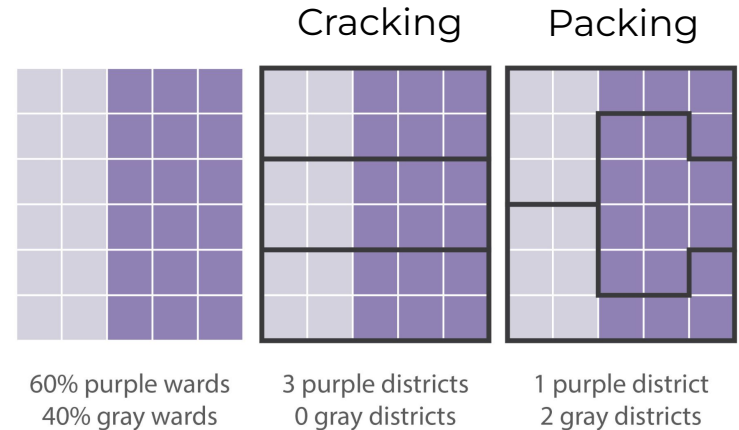 Cracking
Packing
60% purple wards
40% gray wards
3 purple districts
0 gray districts
1 purple district
2 gray districts